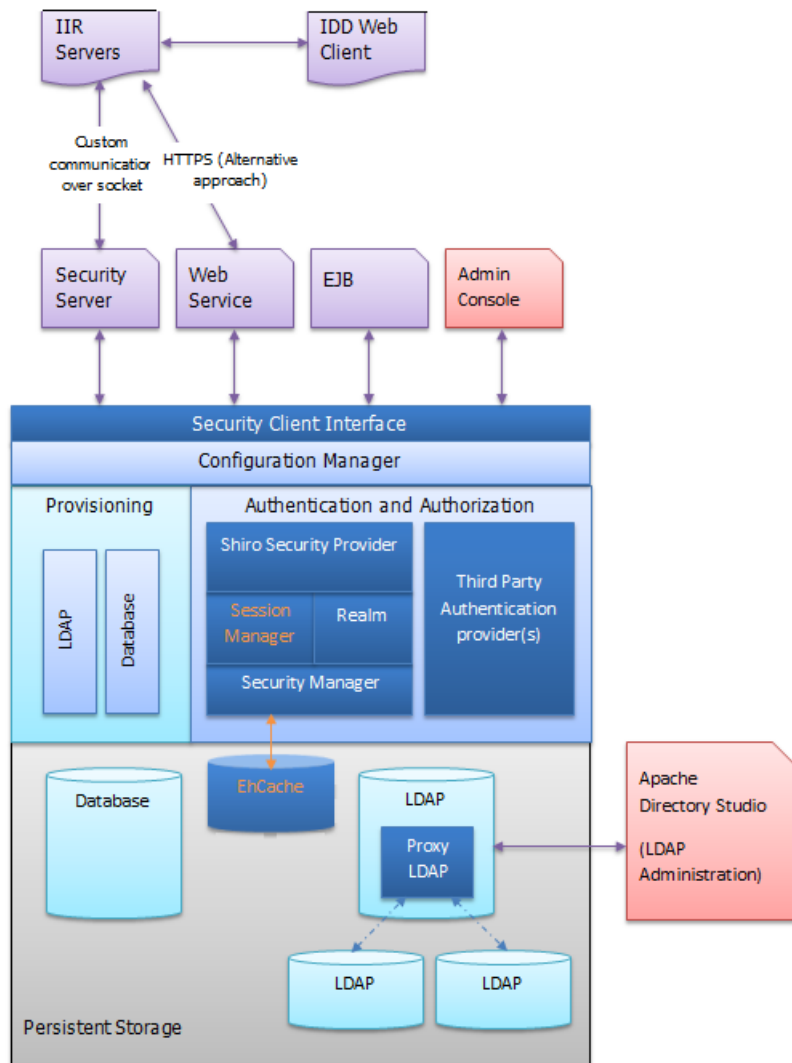 IIR
Servers
IDD Web
Client
Custom
communication
over socket
HTTPS (Alternative
approach)
Security
Server
Web
Service
EJB
Admin
Console
Security Client Interface
Configuration Manager
Provisioning
Authentication and Authorization
LDAP
Database
Shiro Security Provider
Session
Manager
Realm
Security Manager
Third Party
Authentication
provider(s)
Database
EhCache
LDAP
Proxy
LDAP
LDAP
LDAP
Apache
Directory Studio
(LDAP
Administration)
Persistent Storage